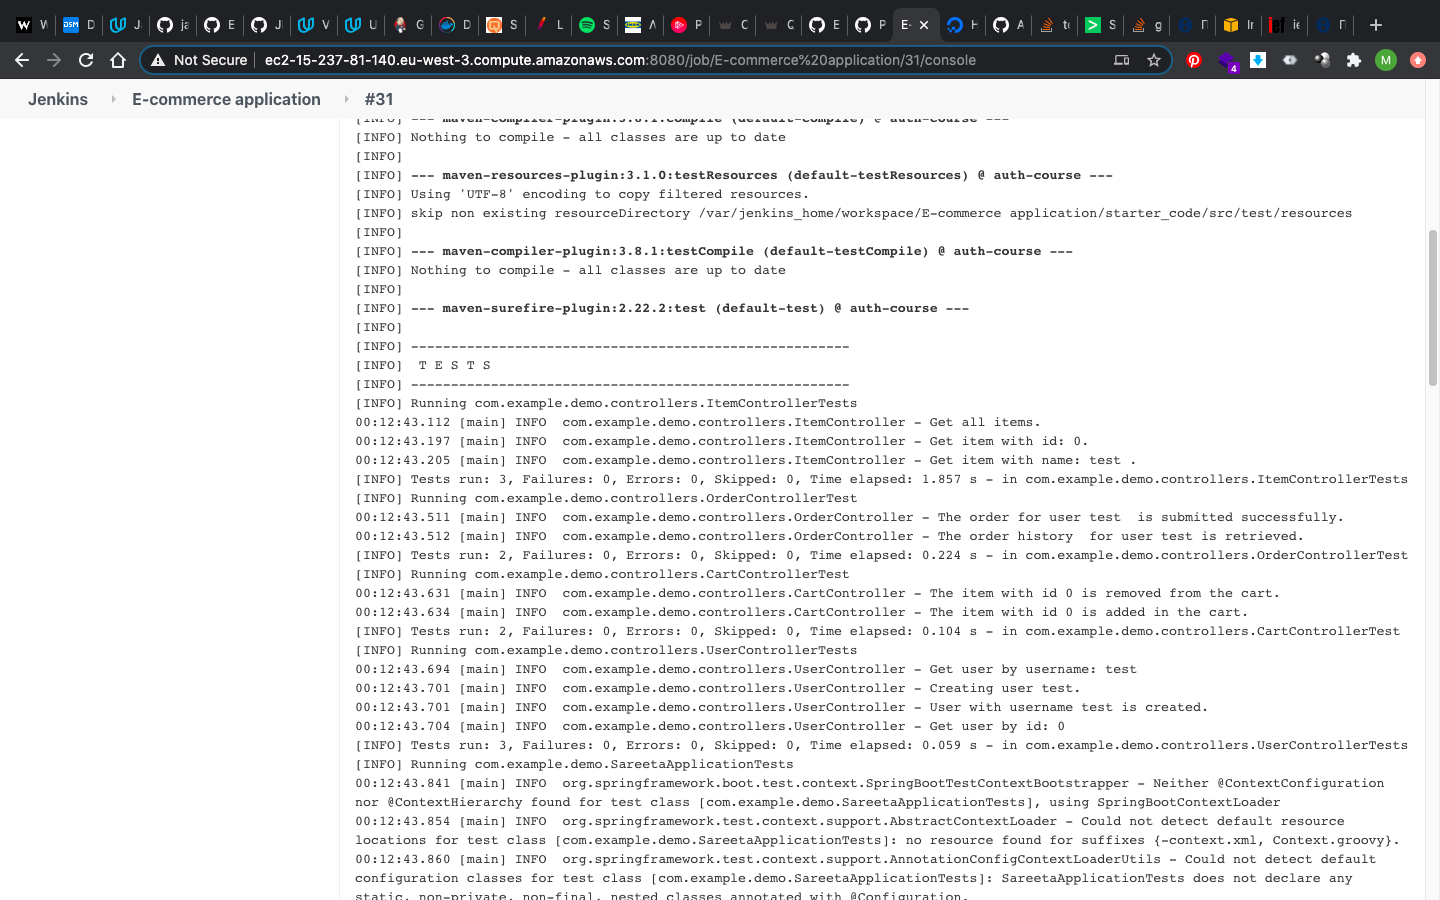 W
D
J
ja
E
J
V
U
G
D
S
L
S
A
P
C
Q
E
P
E-
H
A
te
S
g
Π
Ir
ie
Π
Not Secure ec2-15-237-81-140.eu-west-3.compute.amazonaws.com:8080/job/E-commerce%20application/31/console
4
M
Jenkins E-commerce application #31
[INFO] --- maven-compiler-plugin:3.8.1:compile (default-compile) @ auth-course ---
[INFO] Nothing to compile - all classes are up to date
[INFO]
[INFO] --- maven-resources-plugin:3.1.0:testResources (default-testResources) @ auth-course ---
[INFO] Using 'UTF-8' encoding to copy filtered resources.
[INFO] skip non existing resourceDirectory /var/jenkins_home/workspace/E-commerce application/starter_code/src/test/resources
[INFO]
[INFO] --- maven-compiler-plugin:3.8.1:testCompile (default-testCompile) @ auth-course ---
[INFO] Nothing to compile - all classes are up to date
[INFO]
[INFO] --- maven-surefire-plugin:2.22.2:test (default-test) @ auth-course ---
[INFO]
[INFO] -------------------------------------------------------
[INFO]  T E S T S
[INFO] -------------------------------------------------------
[INFO] Running com.example.demo.controllers.ItemControllerTests
00:12:43.112 [main] INFO  com.example.demo.controllers.ItemController - Get all items.
00:12:43.197 [main] INFO  com.example.demo.controllers.ItemController - Get item with id: 0.
00:12:43.205 [main] INFO  com.example.demo.controllers.ItemController - Get item with name: test .
[INFO] Tests run: 3, Failures: 0, Errors: 0, Skipped: 0, Time elapsed: 1.857 s - in com.example.demo.controllers.ItemControllerTests
[INFO] Running com.example.demo.controllers.OrderControllerTest
00:12:43.511 [main] INFO  com.example.demo.controllers.OrderController - The order for user test  is submitted successfully.
00:12:43.512 [main] INFO  com.example.demo.controllers.OrderController - The order history  for user test is retrieved.
[INFO] Tests run: 2, Failures: 0, Errors: 0, Skipped: 0, Time elapsed: 0.224 s - in com.example.demo.controllers.OrderControllerTest
[INFO] Running com.example.demo.controllers.CartControllerTest
00:12:43.631 [main] INFO  com.example.demo.controllers.CartController - The item with id 0 is removed from the cart.
00:12:43.634 [main] INFO  com.example.demo.controllers.CartController - The item with id 0 is added in the cart.
[INFO] Tests run: 2, Failures: 0, Errors: 0, Skipped: 0, Time elapsed: 0.104 s - in com.example.demo.controllers.CartControllerTest
[INFO] Running com.example.demo.controllers.UserControllerTests
00:12:43.694 [main] INFO  com.example.demo.controllers.UserController - Get user by username: test
00:12:43.701 [main] INFO  com.example.demo.controllers.UserController - Creating user test.
00:12:43.701 [main] INFO  com.example.demo.controllers.UserController - User with username test is created.
00:12:43.704 [main] INFO  com.example.demo.controllers.UserController - Get user by id: 0
[INFO] Tests run: 3, Failures: 0, Errors: 0, Skipped: 0, Time elapsed: 0.059 s - in com.example.demo.controllers.UserControllerTests
[INFO] Running com.example.demo.SareetaApplicationTests
00:12:43.841 [main] INFO  org.springframework.boot.test.context.SpringBootTestContextBootstrapper - Neither @ContextConfiguration
nor @ContextHierarchy found for test class [com.example.demo.SareetaApplicationTests], using SpringBootContextLoader
00:12:43.854 [main] INFO  org.springframework.test.context.support.AbstractContextLoader - Could not detect default resource
locations for test class [com.example.demo.SareetaApplicationTests]: no resource found for suffixes {-context.xml, Context.groovy}.
00:12:43.860 [main] INFO  org.springframework.test.context.support.AnnotationConfigContextLoaderUtils - Could not detect default
configuration classes for test class [com.example.demo.SareetaApplicationTests]: SareetaApplicationTests does not declare any
static, non-private, non-final, nested classes annotated with @Configuration.